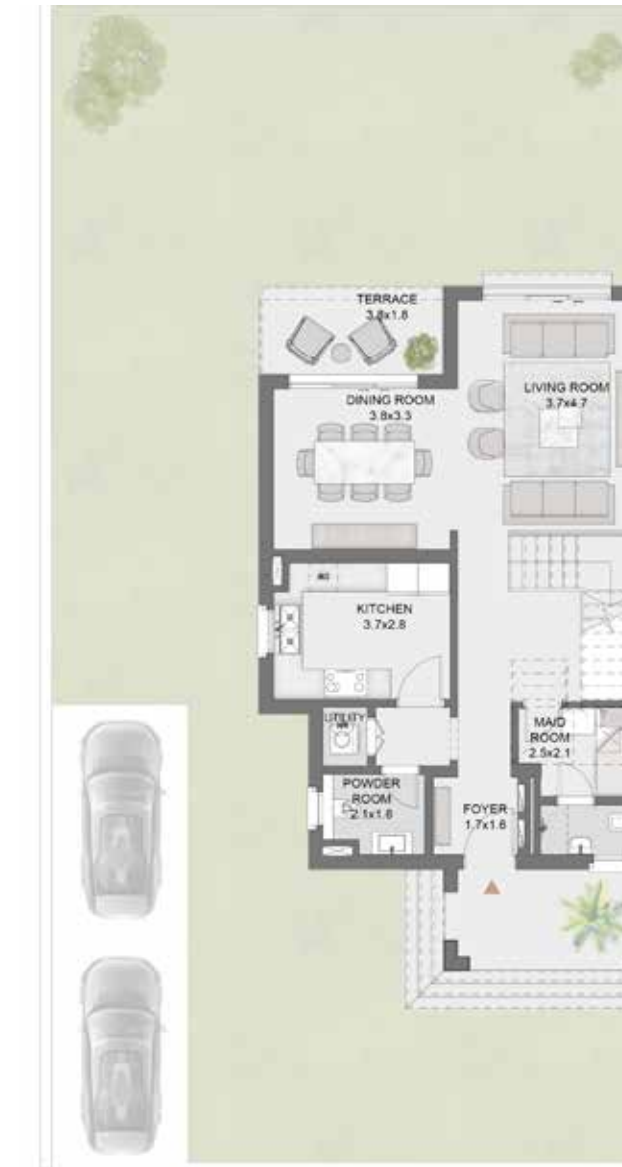 TERRACE
3.8x1.8
DINING ROOM
3.8x3.3
LIVING ROOM
3.7x4.7
KITCHEN
3.7x2.8
UTILITY
POWDER
ROOM
2.1x1.6
FOYER
1.7x1.6
MAID
ROOM
2.5x2.1